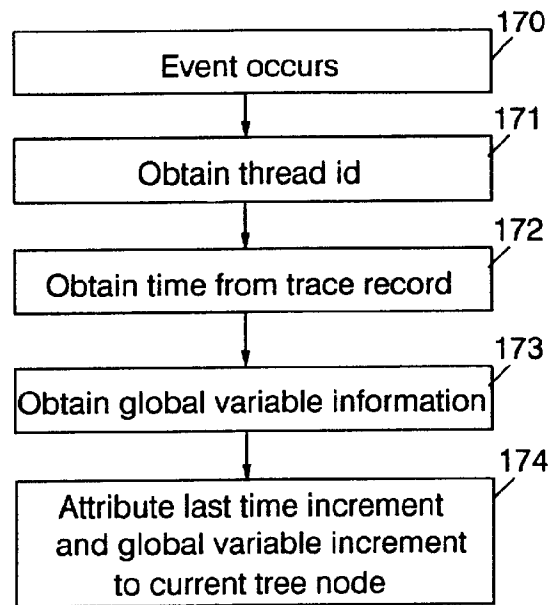 170
Event occurs
171
Obtain thread id
172
Obtain time from trace record
173
Obtain global variable information
174
Attribute last time increment
and global variable increment
to current tree node